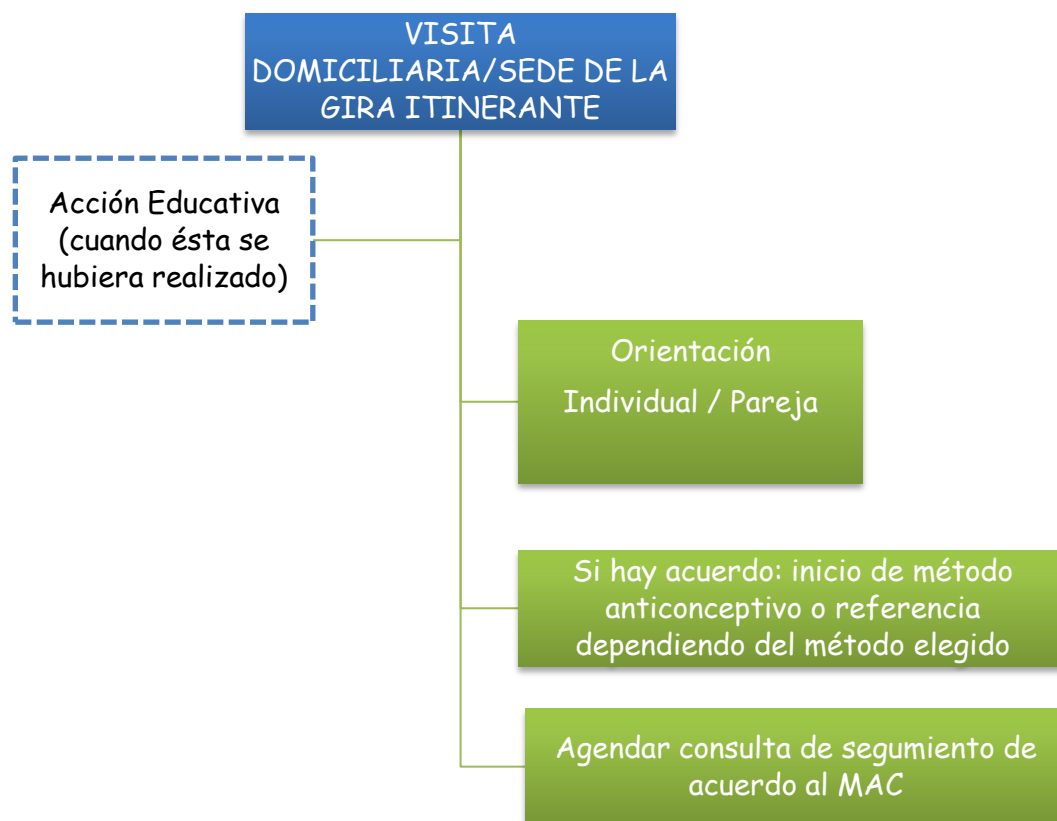 VISITA
DOMICILIARIA/SEDE DE LA
GIRA ITINERANTE
Acción Educativa
(cuando ésta se
hubiera realizado)
Orientación
Individual / Pareja
Si hay acuerdo: inicio de método
anticonceptivo o referencia
dependiendo del método elegido
Agendar consulta de segumiento de
acuerdo al MAC